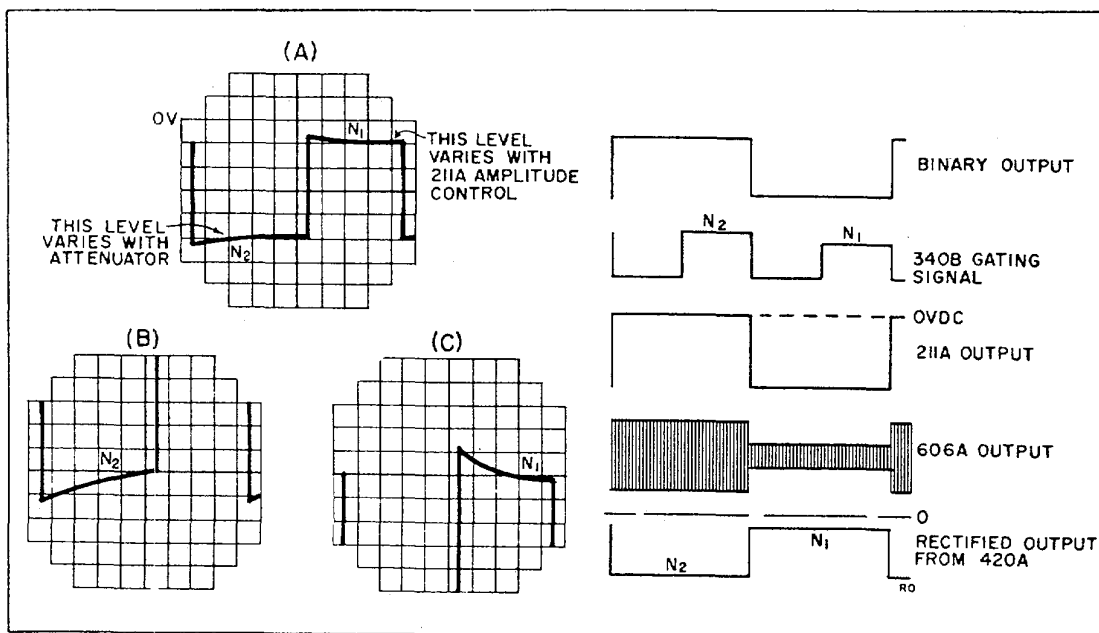 (A)
OV
N1
THIS LEVEL
VARIES WITH
211A AMPLITUDE
CONTROL
THIS LEVEL
VARIES WITH
ATTENUATOR
N2
(B)
N2
(C)
N1
BINARY OUTPUT
N2
N1
340B GATING
SIGNAL
OVDC
211A OUTPUT
606A OUTPUT
O
N2
N1
RECTIFIED OUTPUT
FROM 420A
RO